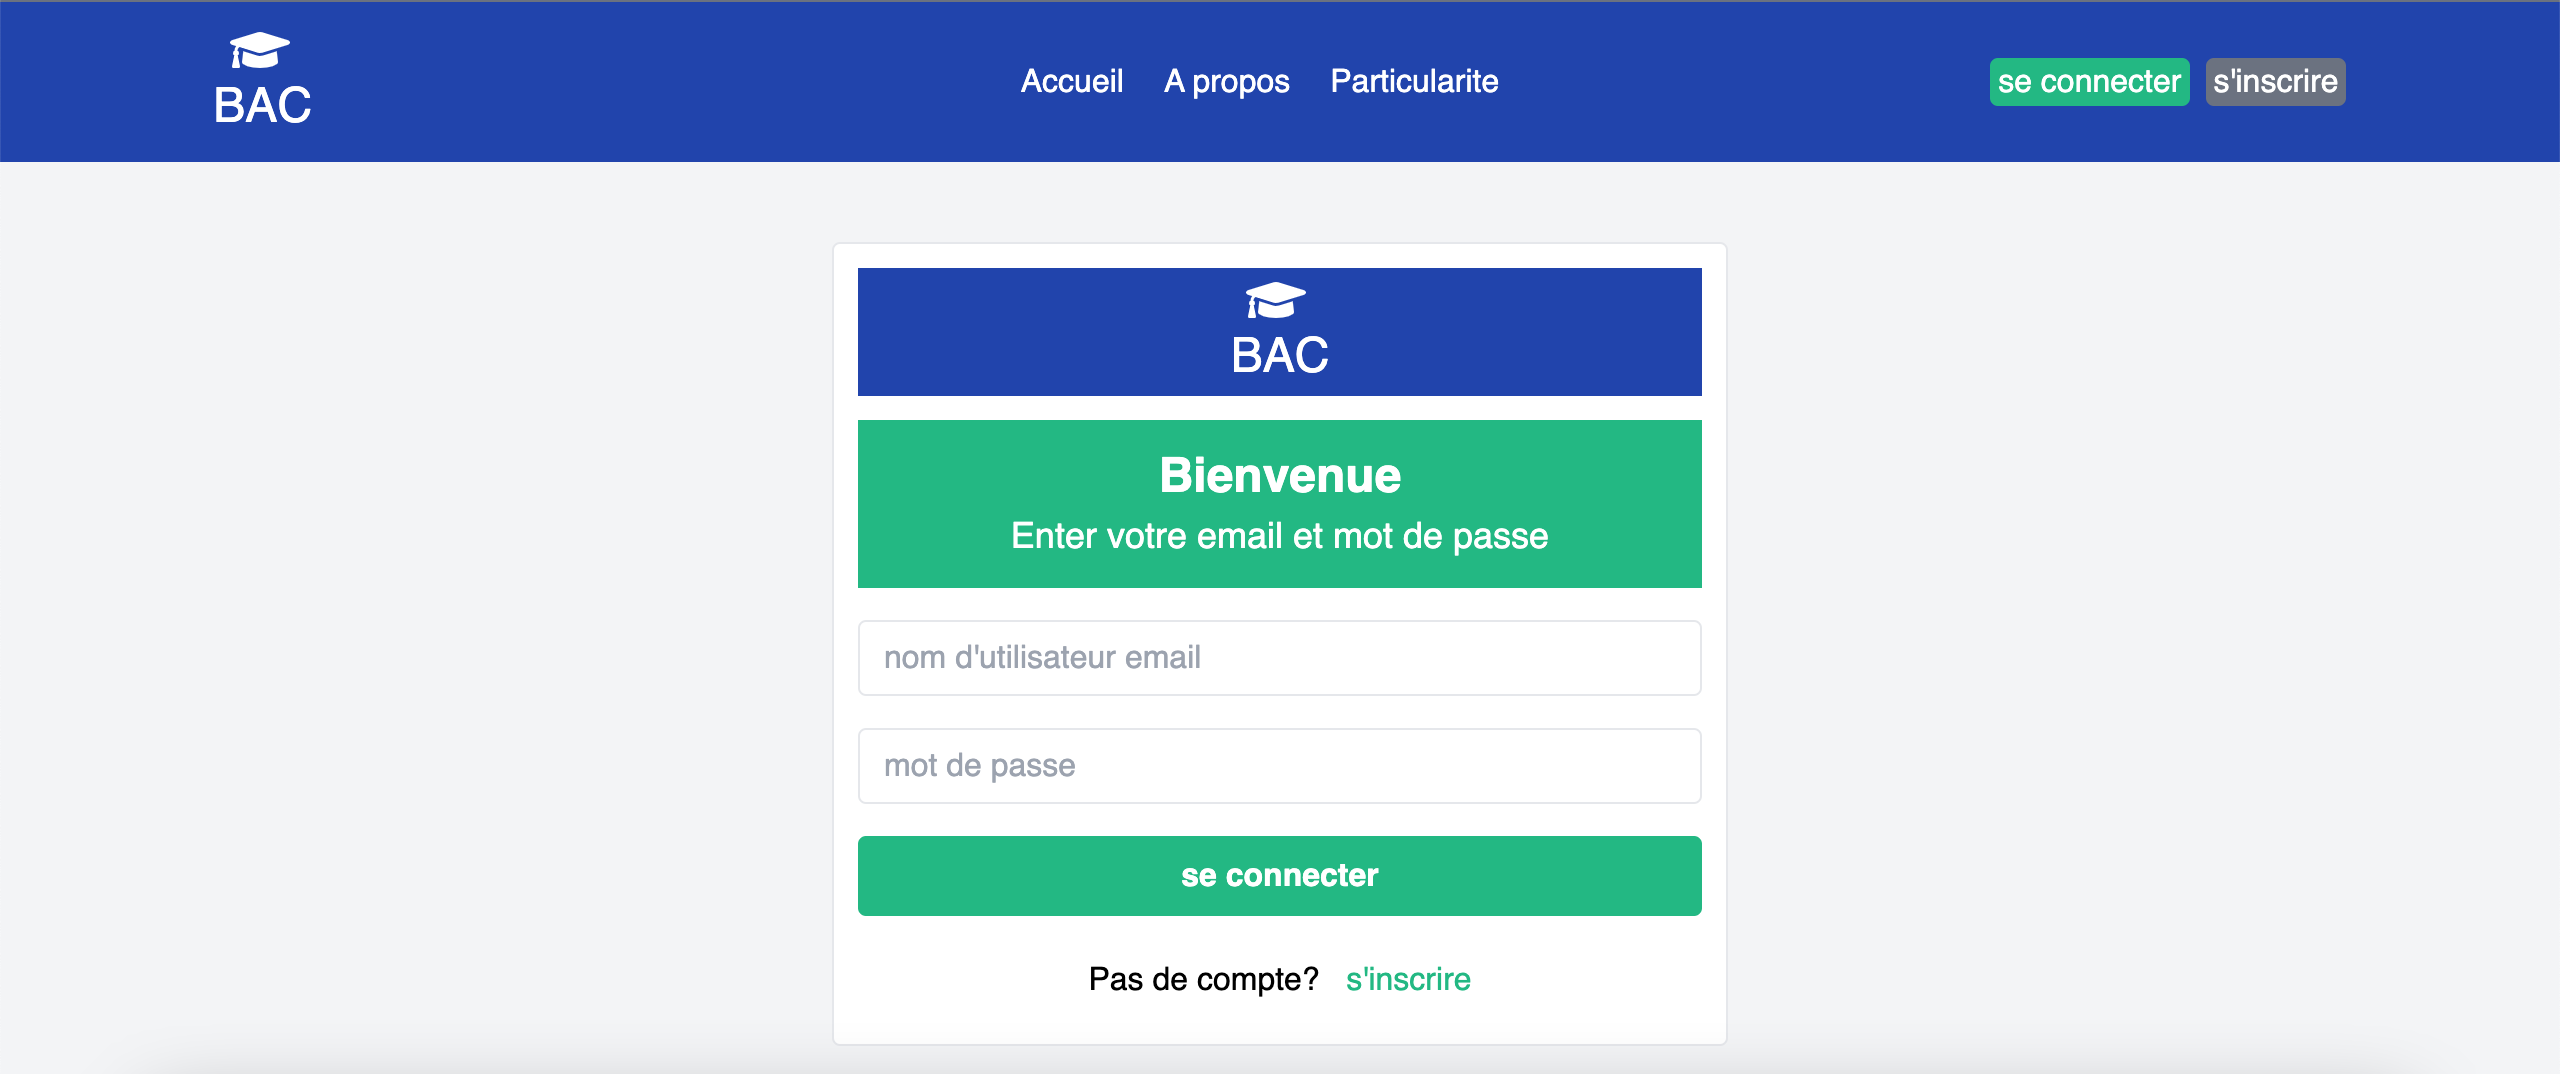 BAC
Accueil A propos Particularite
se connecter s'inscrire
BAC
Bienvenue
Enter votre email et mot de passe
nom d'utilisateur email
mot de passe
se connecter
Pas de compte? s'inscrire